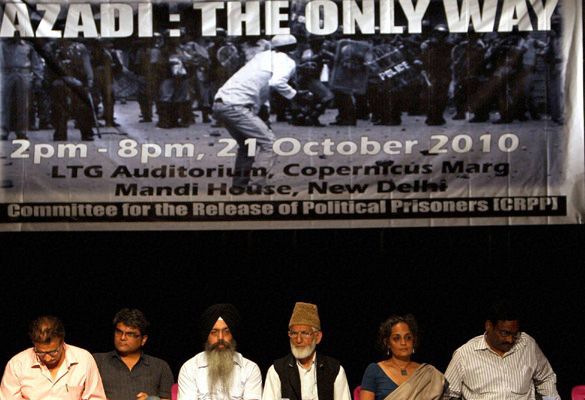 AZADI : THE ONLY WAY
POLICE
2pm - 8pm, 21 October 2010
LTG Auditorium, Copernicus Marg
Mandi House, New Delhi
Committee for the Release of Political Prisoners [CRPP]